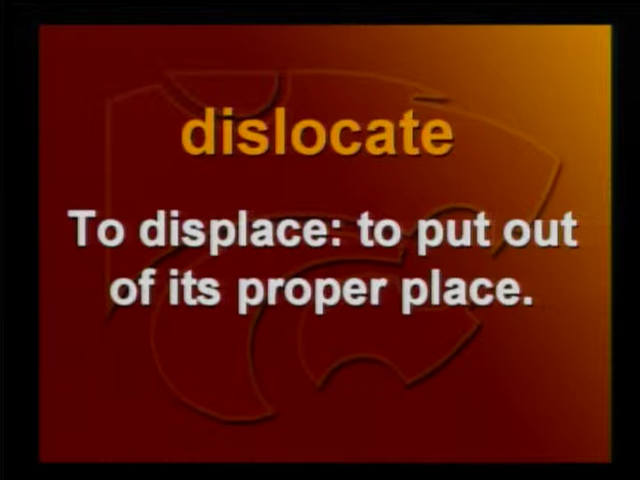 dislocate
To displace: to put out
of its proper place.